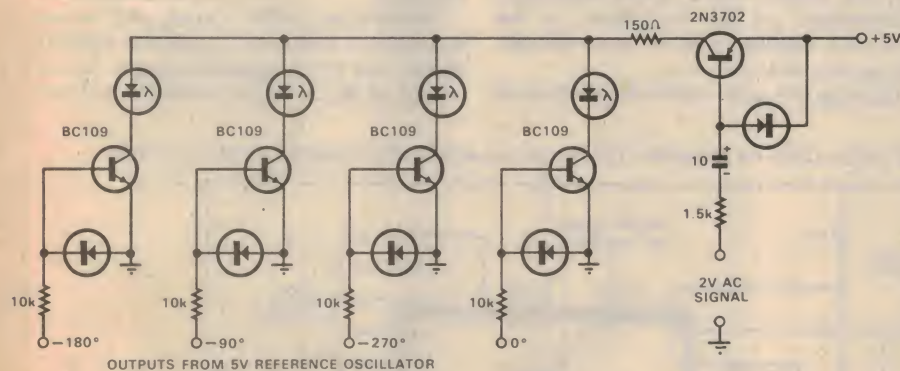 150Ω
2N3702
+5V
λ
λ
λ
λ
BC109
BC109
BC109
BC109
10
+
−
1.5k
10k
10k
10k
10k
2V AC
SIGNAL
−180°
−90°
−270°
0°
OUTPUTS FROM 5V REFERENCE OSCILLATOR